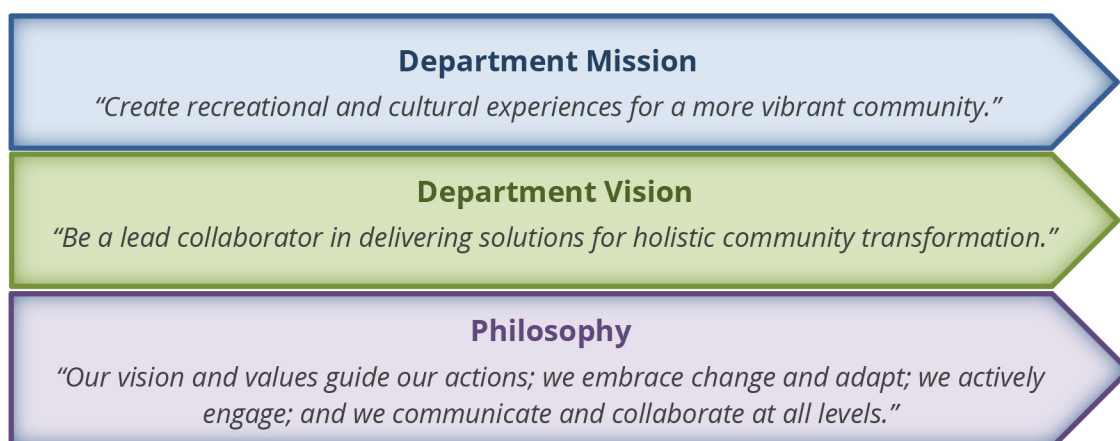 Department Mission
“Create recreational and cultural experiences for a more vibrant community.”
Department Vision
“Be a lead collaborator in delivering solutions for holistic community transformation.”
Philosophy
“Our vision and values guide our actions; we embrace change and adapt; we actively
engage; and we communicate and collaborate at all levels.”